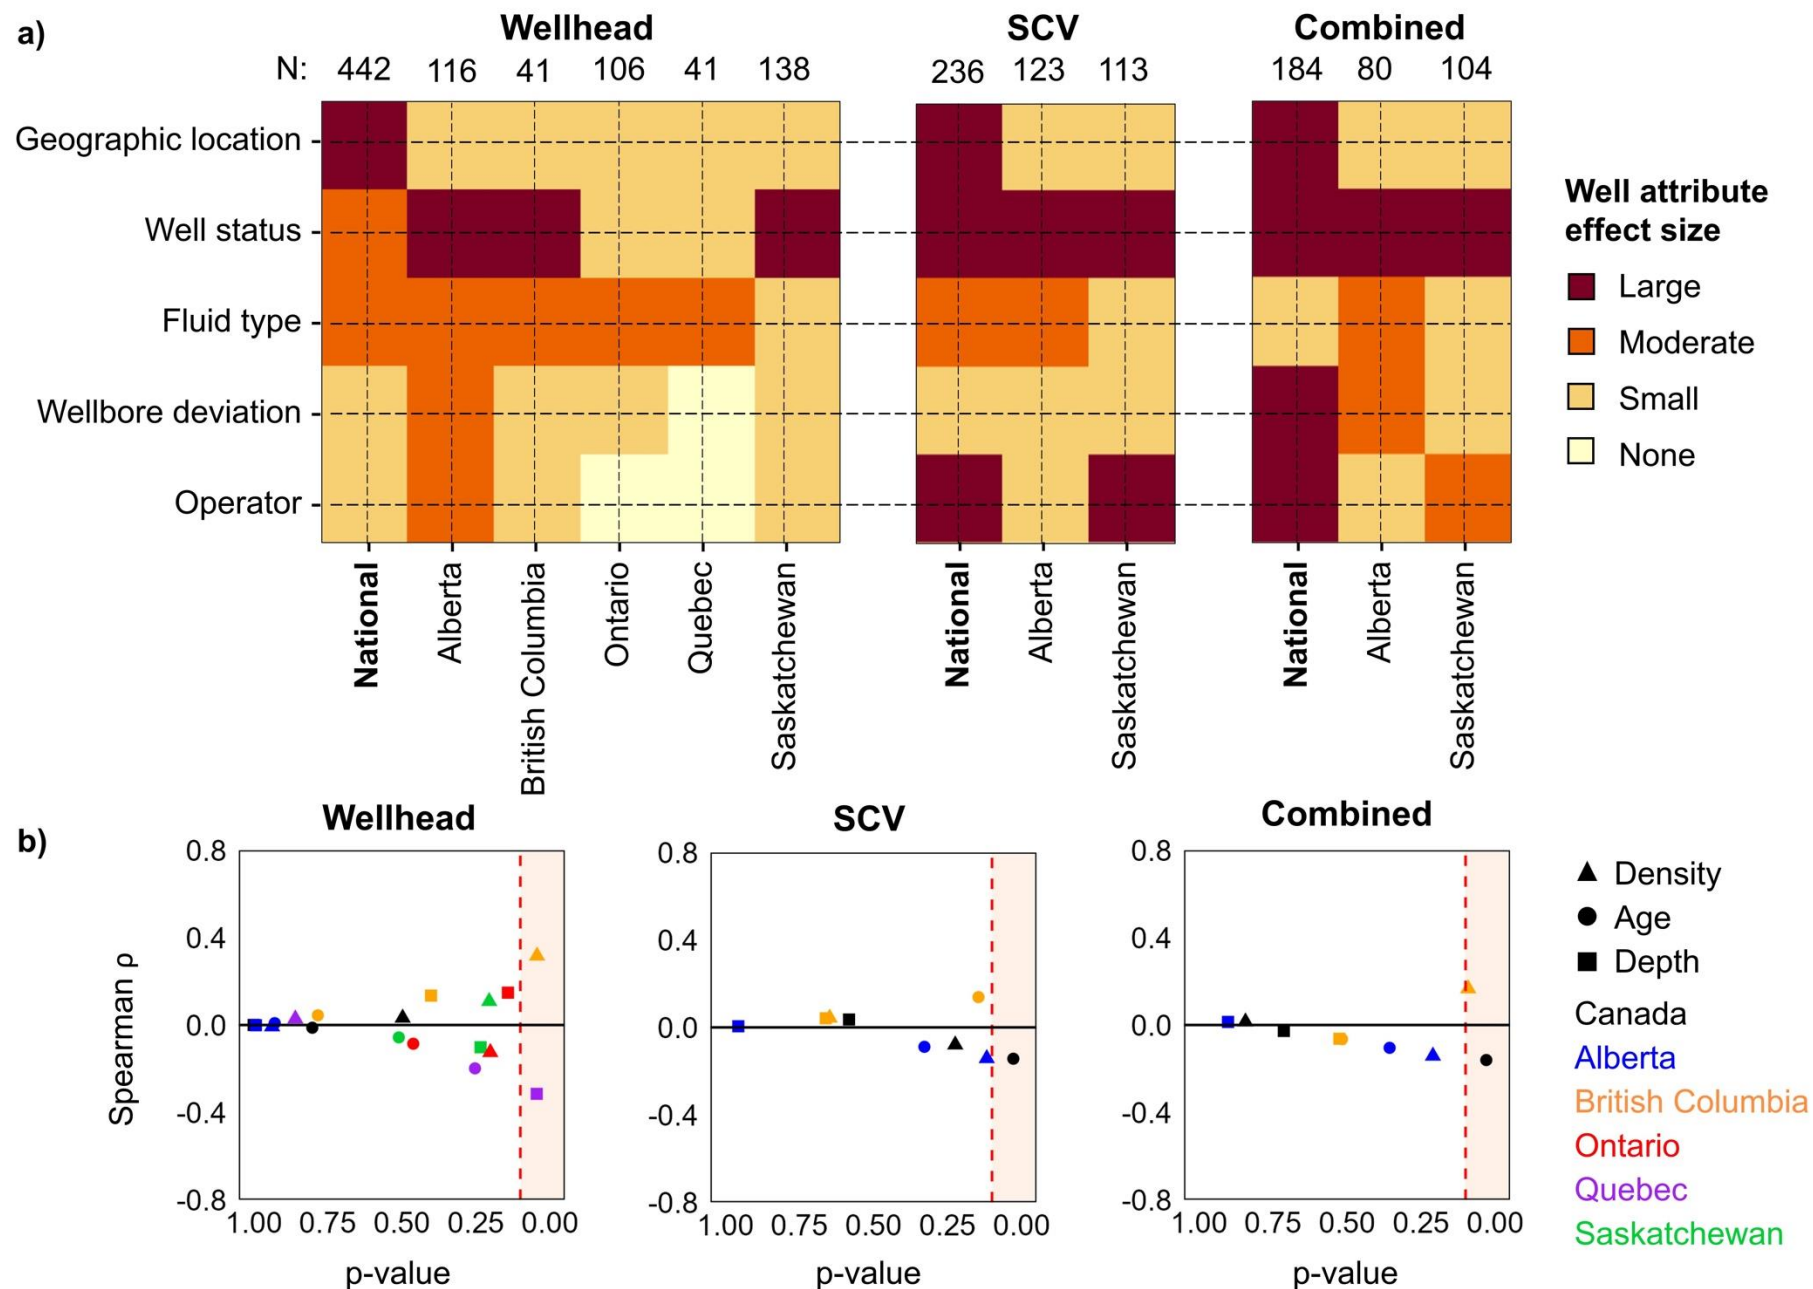 a)
Wellhead
SCV
Combined
N: 442 116 41 106 41 138
236 123 113
184 80 104
Geographic location
Well status
Fluid type
Wellbore deviation
Operator
Well attribute
effect size
Large
Moderate
Small
None
National
Alberta
British Columbia
Ontario
Quebec
Saskatchewan
National
Alberta
Saskatchewan
National
Alberta
Saskatchewan
b)
Wellhead
SCV
Combined
Spearman ρ
0.8
0.4
0.0
-0.4
-0.8
1.00 0.75 0.50 0.25 0.00
p-value
0.8
0.4
0.0
-0.4
-0.8
1.00 0.75 0.50 0.25 0.00
p-value
0.8
0.4
0.0
-0.4
-0.8
1.00 0.75 0.50 0.25 0.00
p-value
Density
Age
Depth
Canada
Alberta
British Columbia
Ontario
Quebec
Saskatchewan